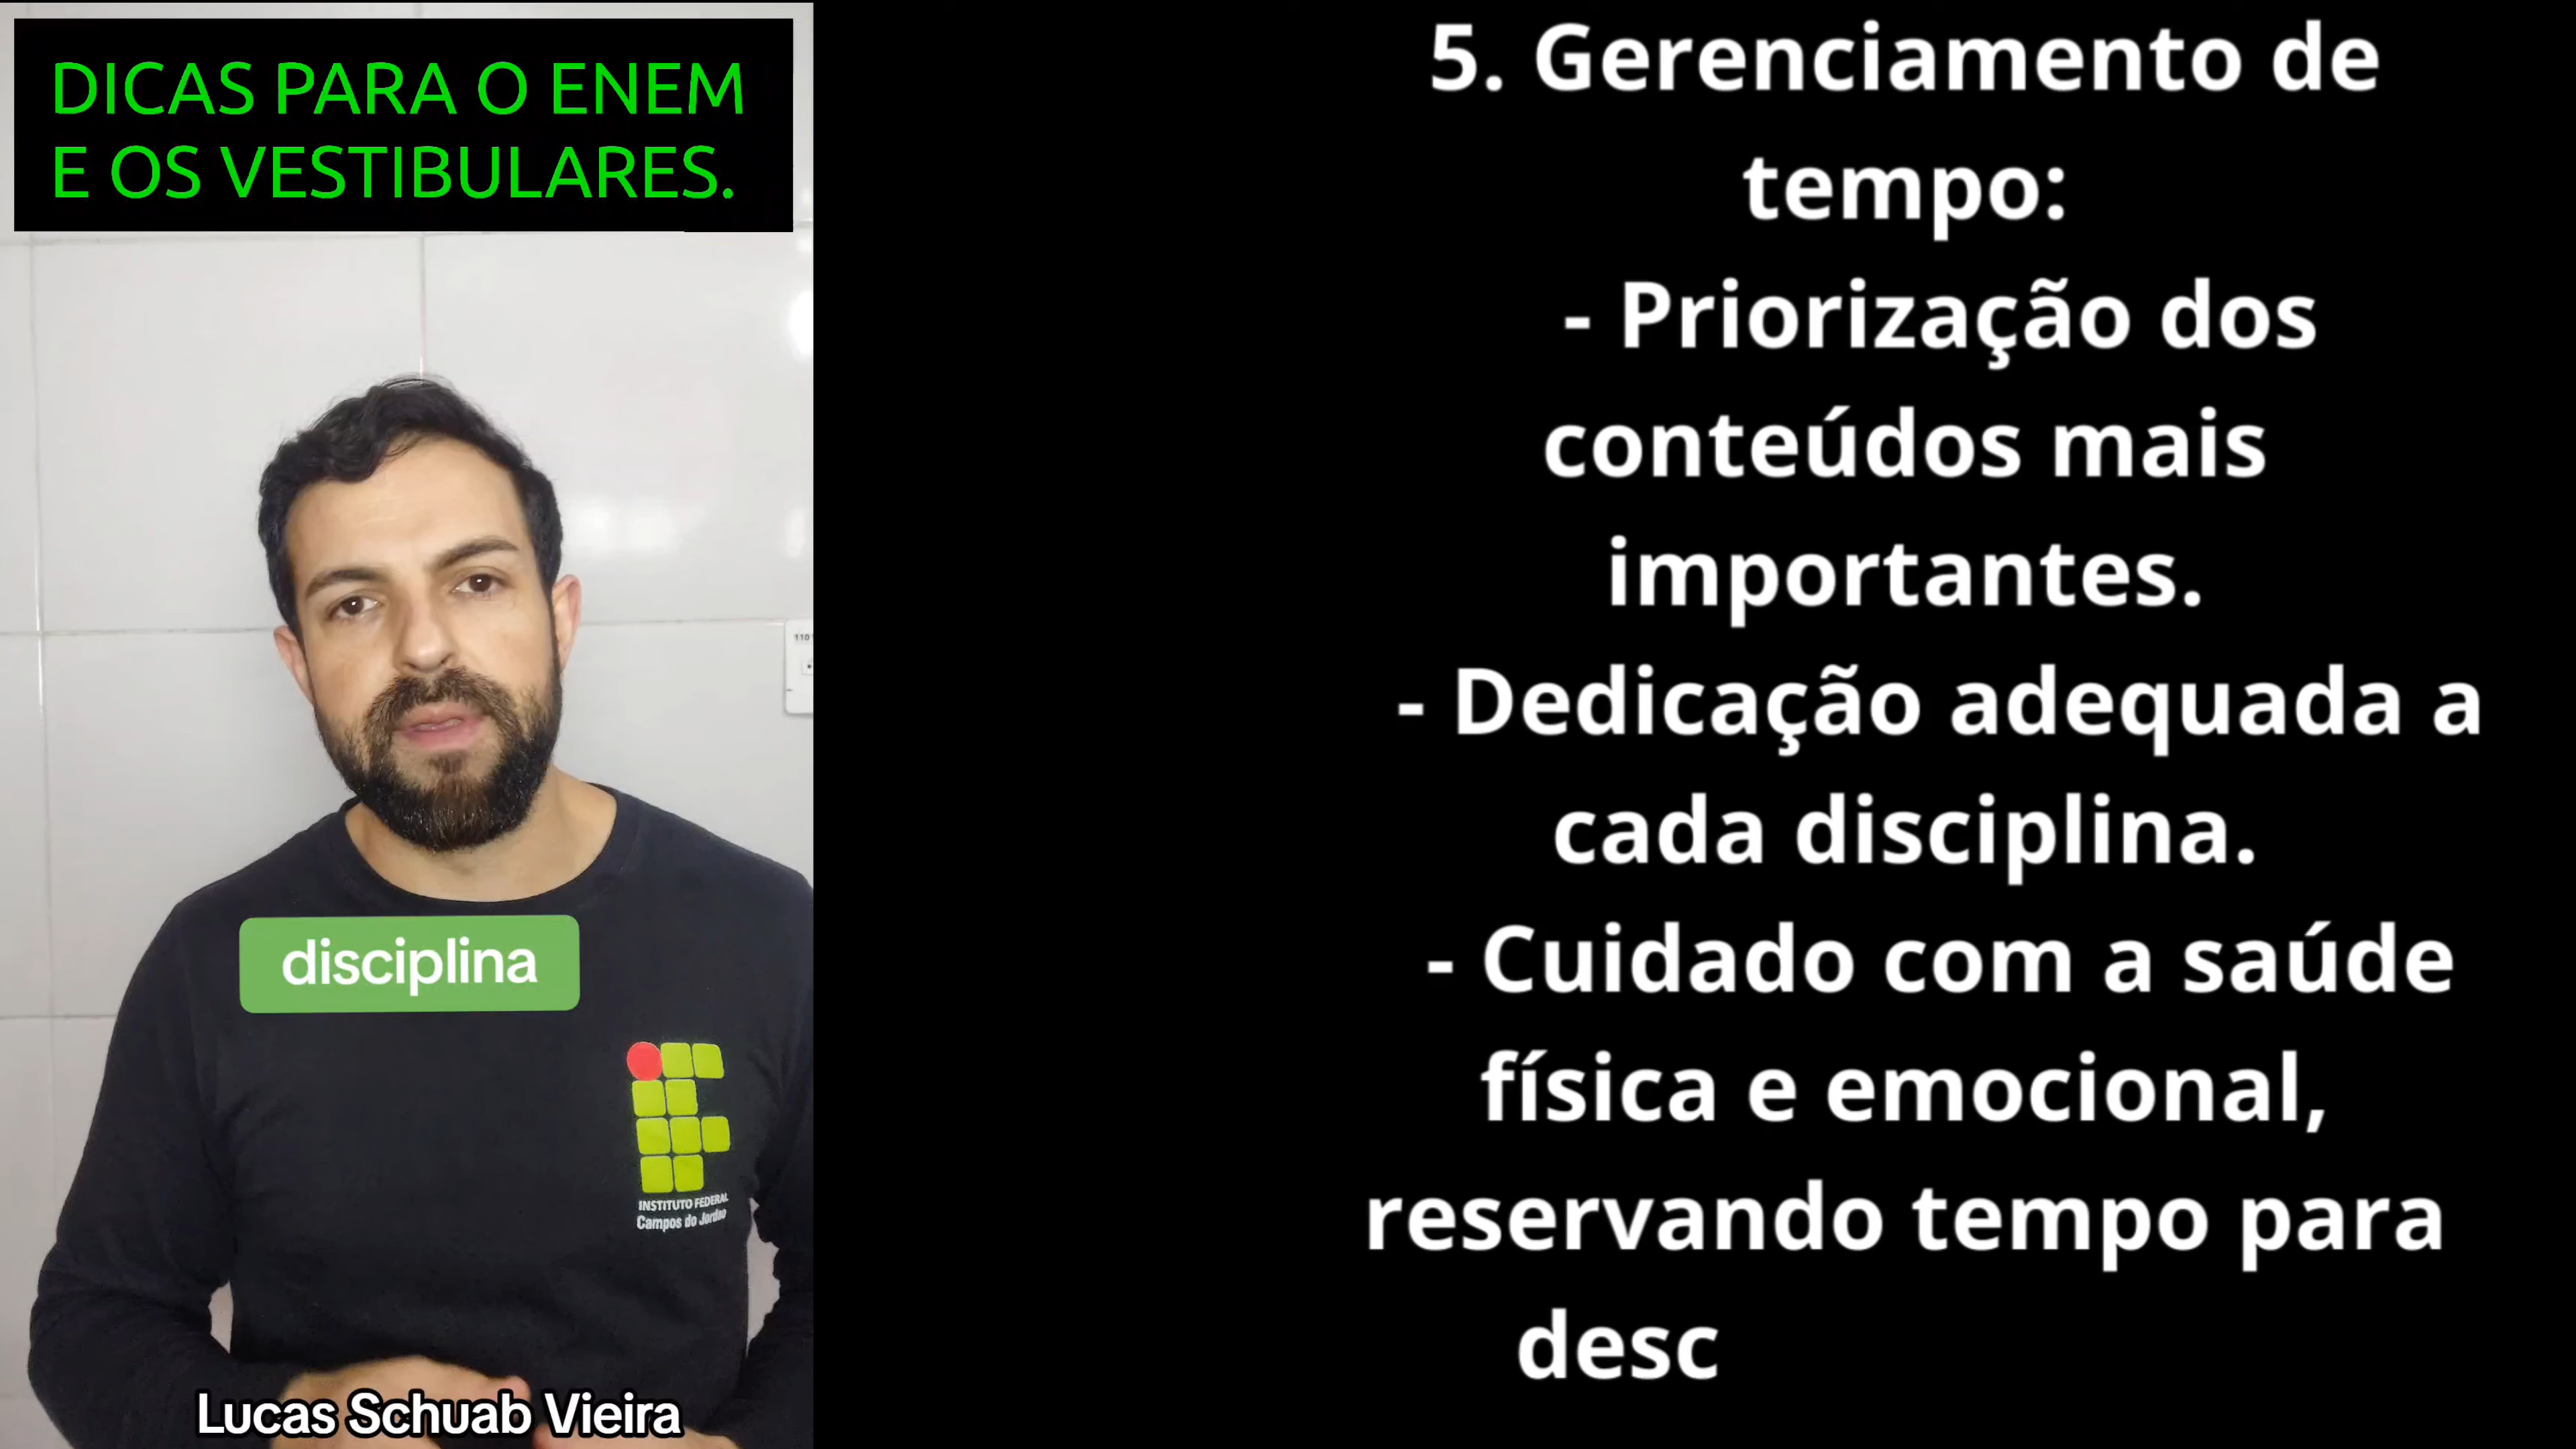 DICAS PARA O ENEM
E OS VESTIBULARES.
disciplina
INSTITUTO FEDERAL
Campos do Jordão
Lucas Schuab Vieira
5. Gerenciamento de
tempo:
- Priorização dos
conteúdos mais
importantes.
- Dedicação adequada a
cada disciplina.
- Cuidado com a saúde
física e emocional,
reservando tempo para
desc